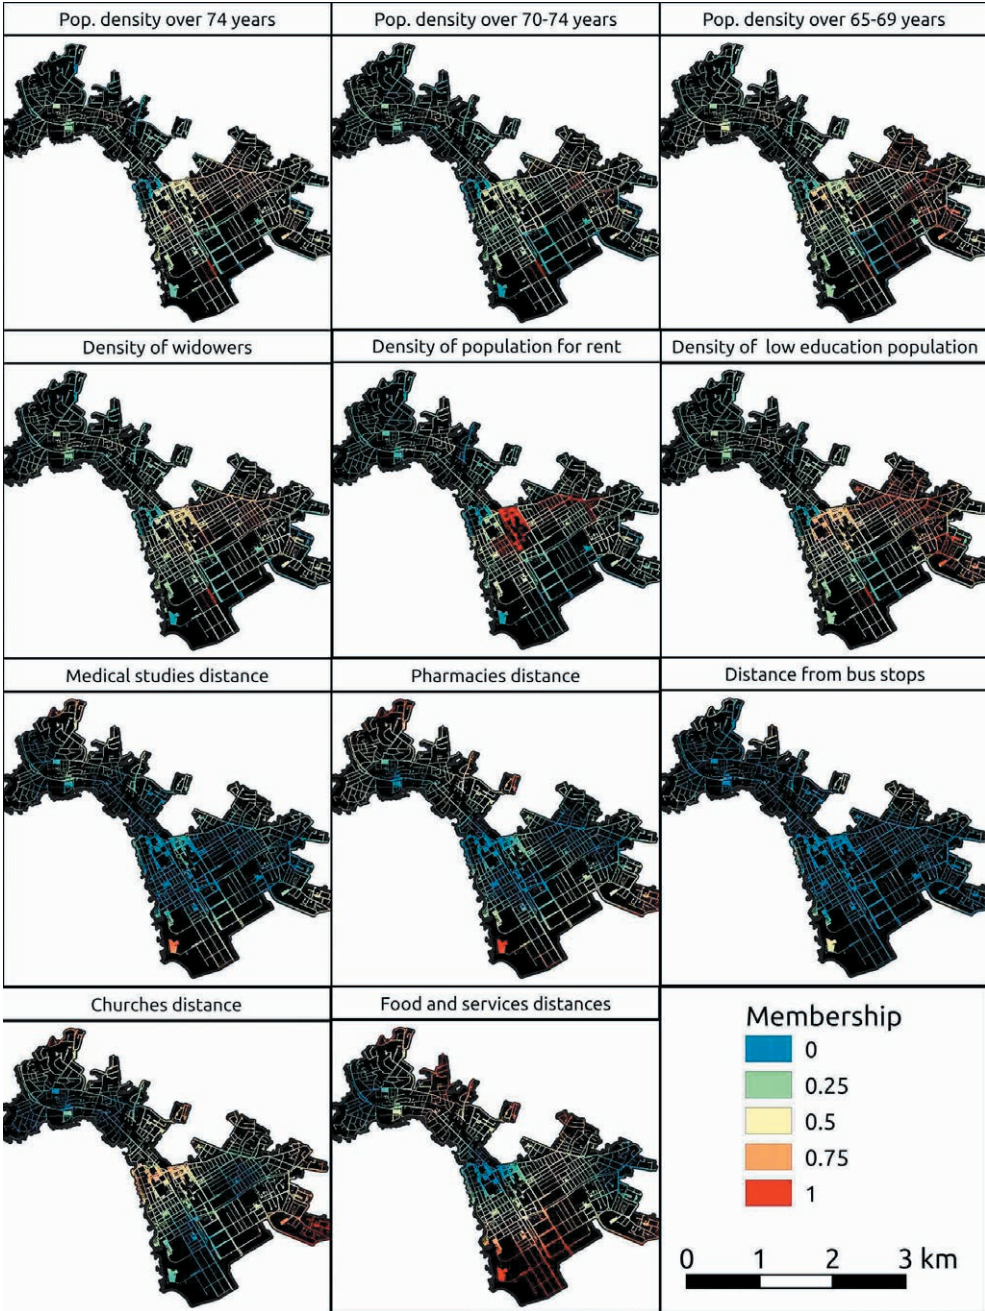 Pop. density over 74 years
Pop. density over 70-74 years
Pop. density over 65-69 years
Density of widowers
Density of population for rent
Density of low education population
Medical studies distance
Pharmacies distance
Distance from bus stops
Churches distance
Food and services distances
Membership
0
0.25
0.5
0.75
1
0 1 2 3 km